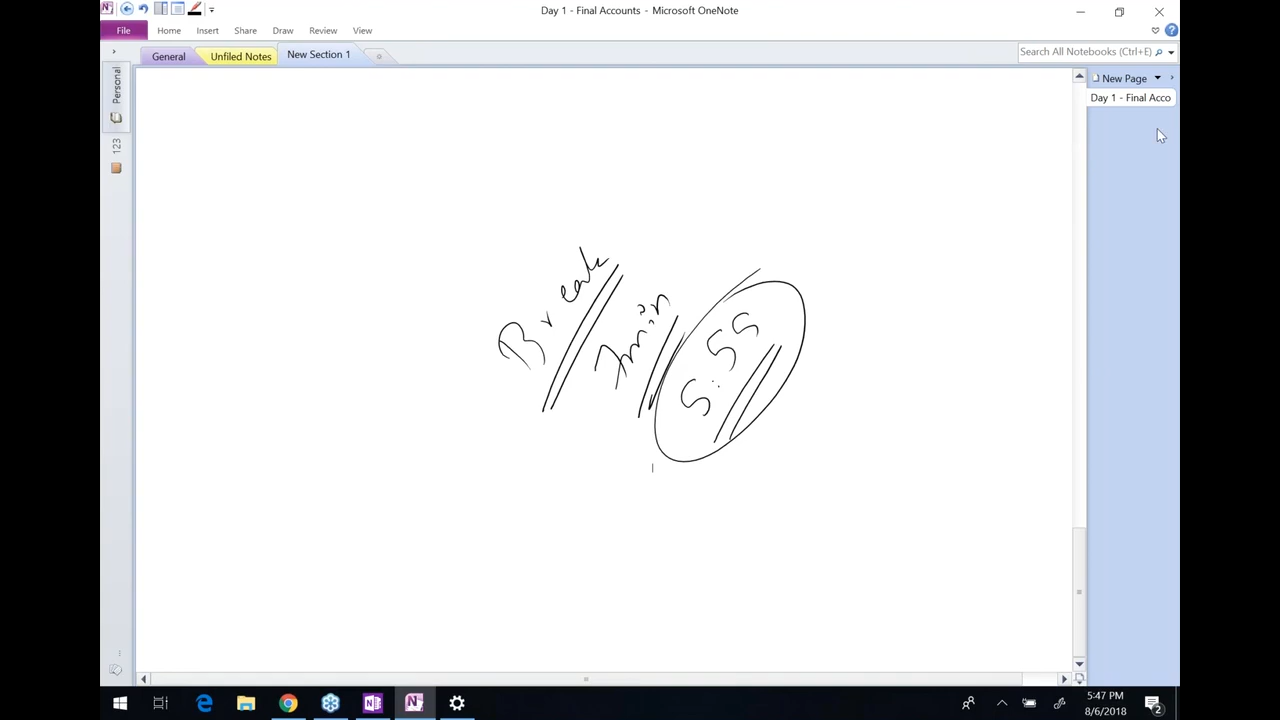 Day 1 - Final Accounts - Microsoft OneNote
File Home Insert Share Draw Review View
General Unfiled Notes New Section 1
Search All Notebooks (Ctrl+E)
New Page
Day 1 - Final Acco
Personal
123
Break
7min
5:55
5:47 PM
8/6/2018
2